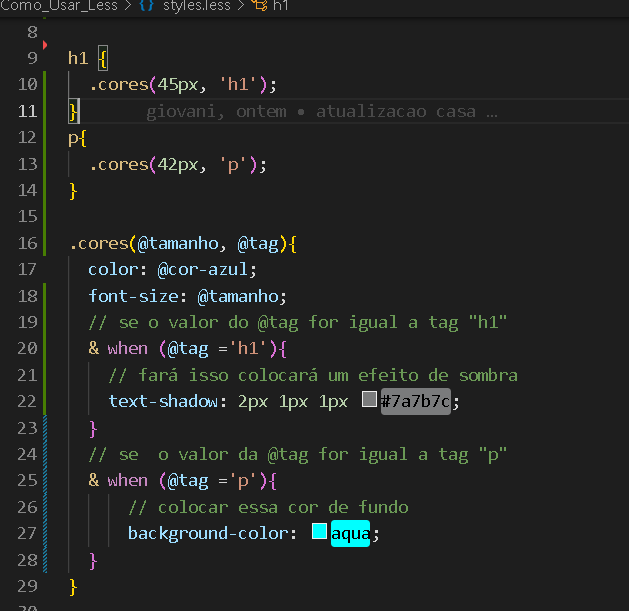 Como_Usar_Less > {} styles.less > h1
8
9 h1 {
10 .cores(45px, 'h1');
11 } giovani, ontem • atualizacao casa …
12 p{
13 .cores(42px, 'p');
14 }
15
16 .cores(@tamanho, @tag){
17 color: @cor-azul;
18 font-size: @tamanho;
19 // se o valor do @tag for igual a tag "h1"
20 & when (@tag ='h1'){
21 // fará isso colocará um efeito de sombra
22 text-shadow: 2px 1px 1px #7a7b7c;
23 }
24 // se  o valor da @tag for igual a tag "p"
25 & when (@tag ='p'){
26 // colocar essa cor de fundo
27 background-color: aqua;
28 }
29 }